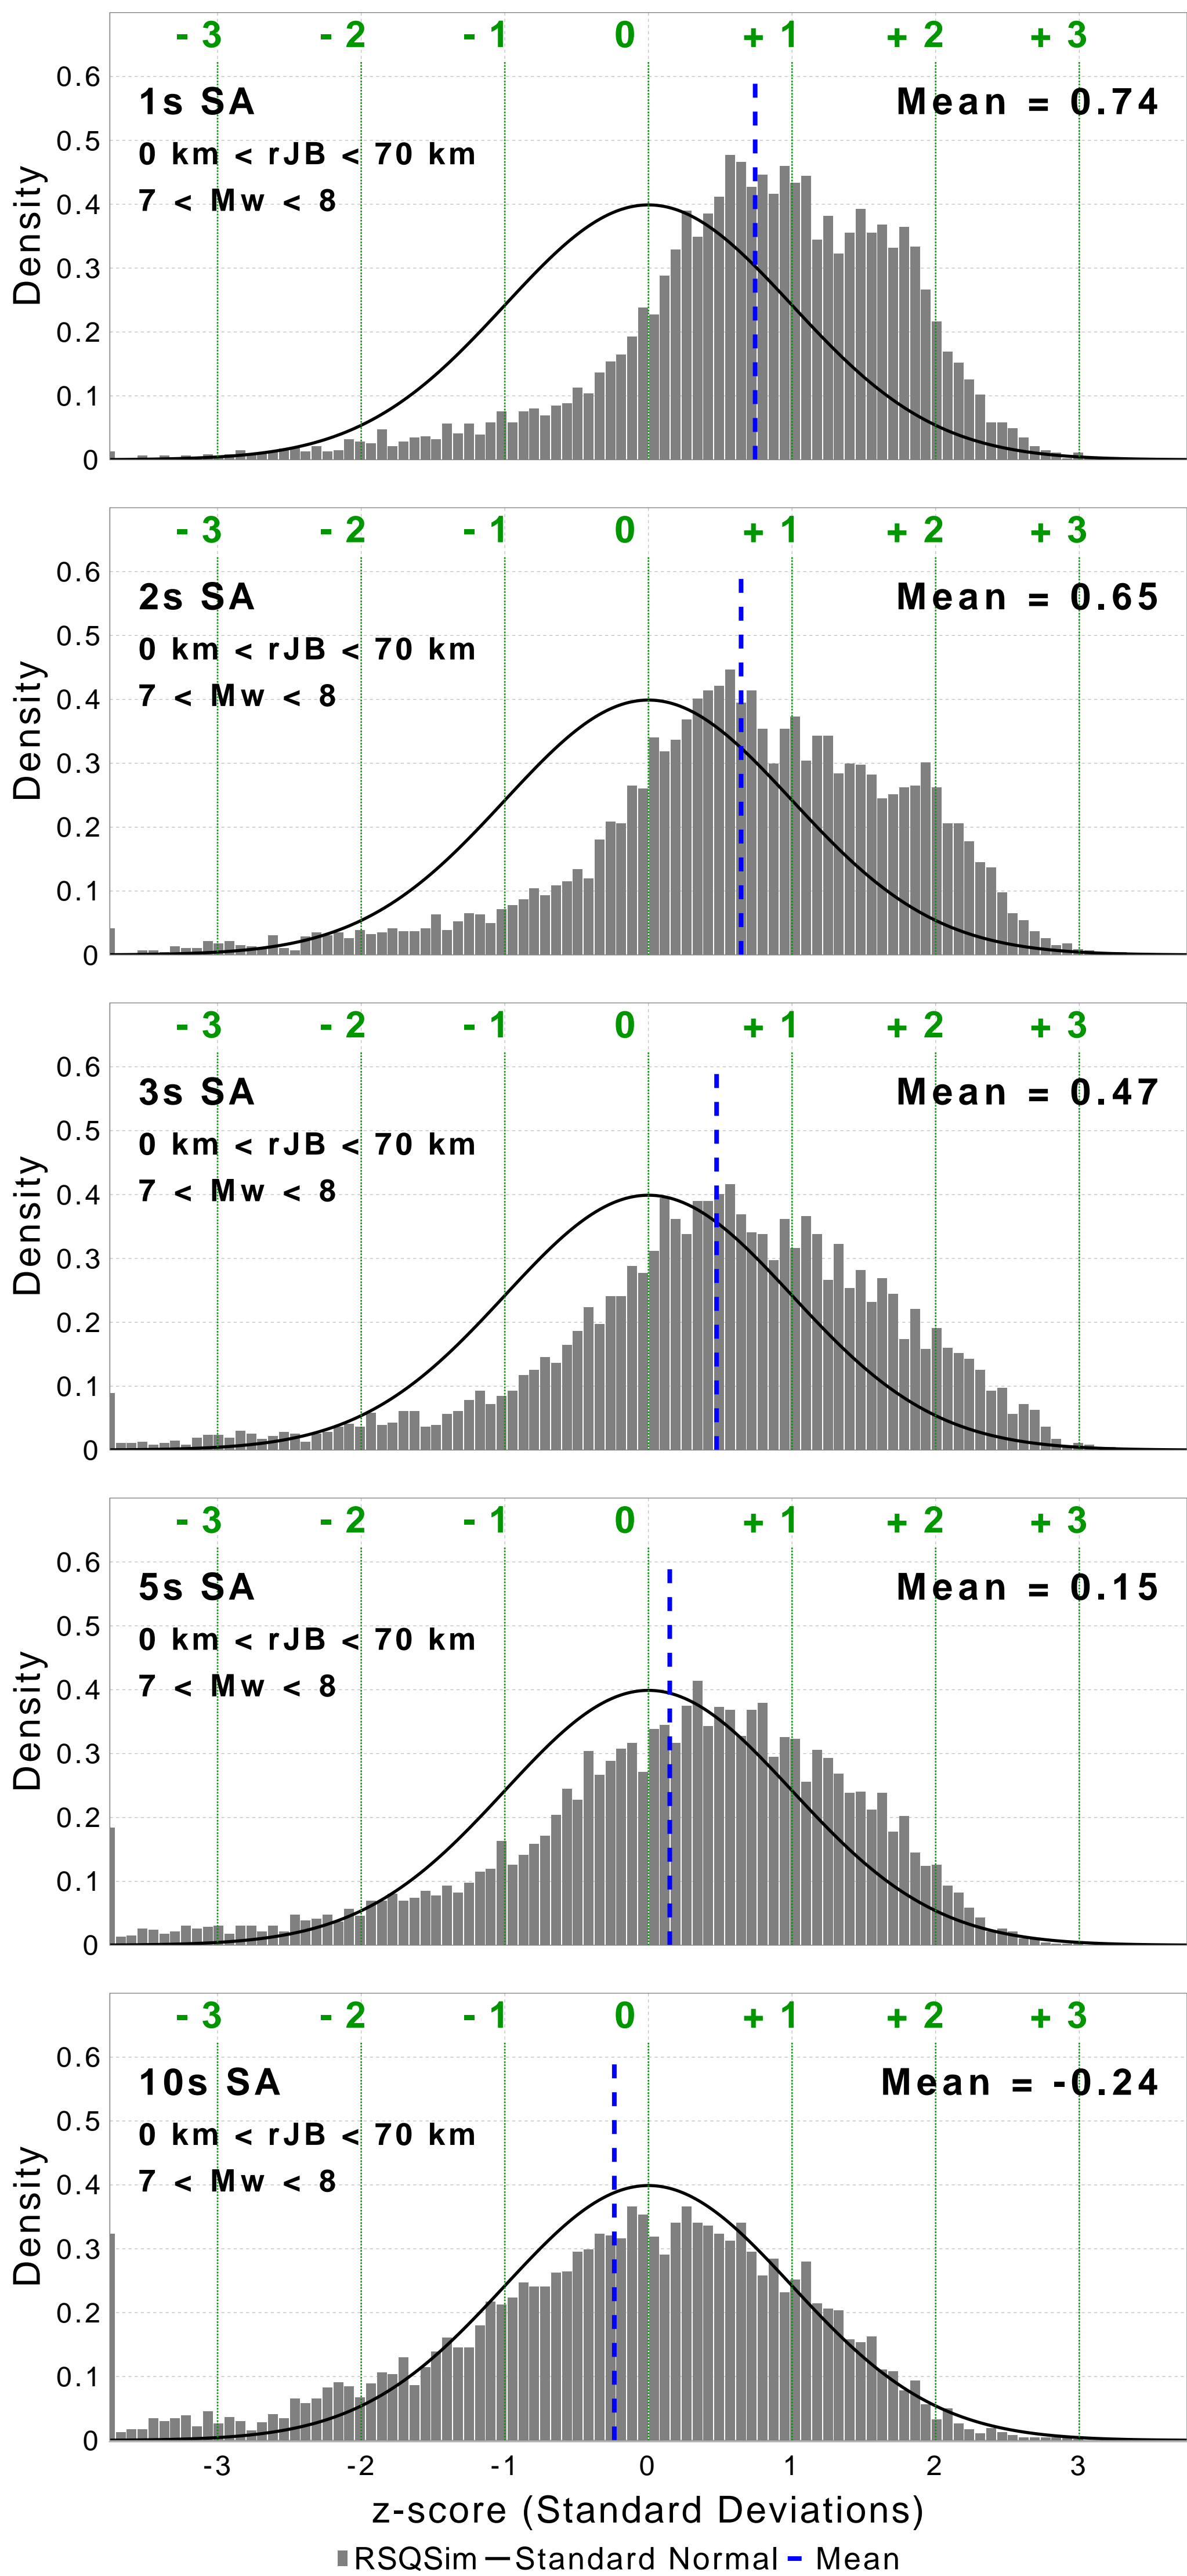 - 3 - 2 - 1 0 + 1 + 2 + 3
0.6
1s SA Mean = 0.74
0.5
0 km < rJB < 70 km
7 < Mw < 8
0.4
Density
0.3
0.2
0.1
0
- 3 - 2 - 1 0 + 1 + 2 + 3
0.6
2s SA Mean = 0.65
0.5
0 km < rJB < 70 km
7 < Mw < 8
0.4
Density
0.3
0.2
0.1
0
- 3 - 2 - 1 0 + 1 + 2 + 3
0.6
3s SA Mean = 0.47
0.5
0 km < rJB < 70 km
7 < Mw < 8
0.4
Density
0.3
0.2
0.1
0
- 3 - 2 - 1 0 + 1 + 2 + 3
0.6
5s SA Mean = 0.15
0.5
0 km < rJB < 70 km
7 < Mw < 8
0.4
Density
0.3
0.2
0.1
0
- 3 - 2 - 1 0 + 1 + 2 + 3
0.6
10s SA Mean = -0.24
0.5
0 km < rJB < 70 km
7 < Mw < 8
0.4
Density
0.3
0.2
0.1
0
-3 -2 -1 0 1 2 3
z-score (Standard Deviations)
RSQSim Standard Normal Mean